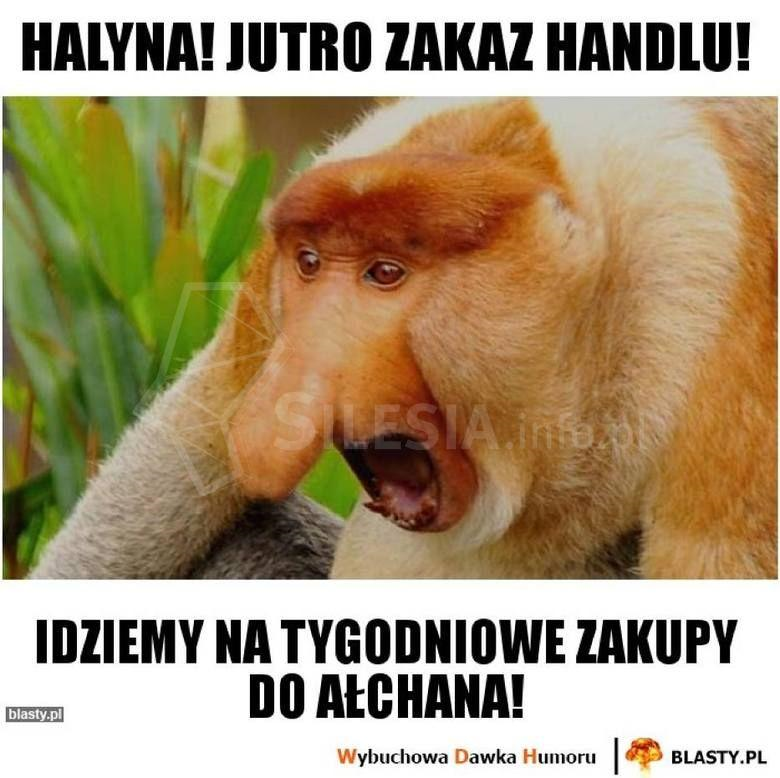 HALYNA! JUTRO ZAKAZ HANDLU!
SILESIA.info.pl
IDZIEMY NA TYGODNIOWE ZAKUPY
DO AŁCHANA!
blasty.pl
Wybuchowa Dawka Humoru | BLASTY.PL